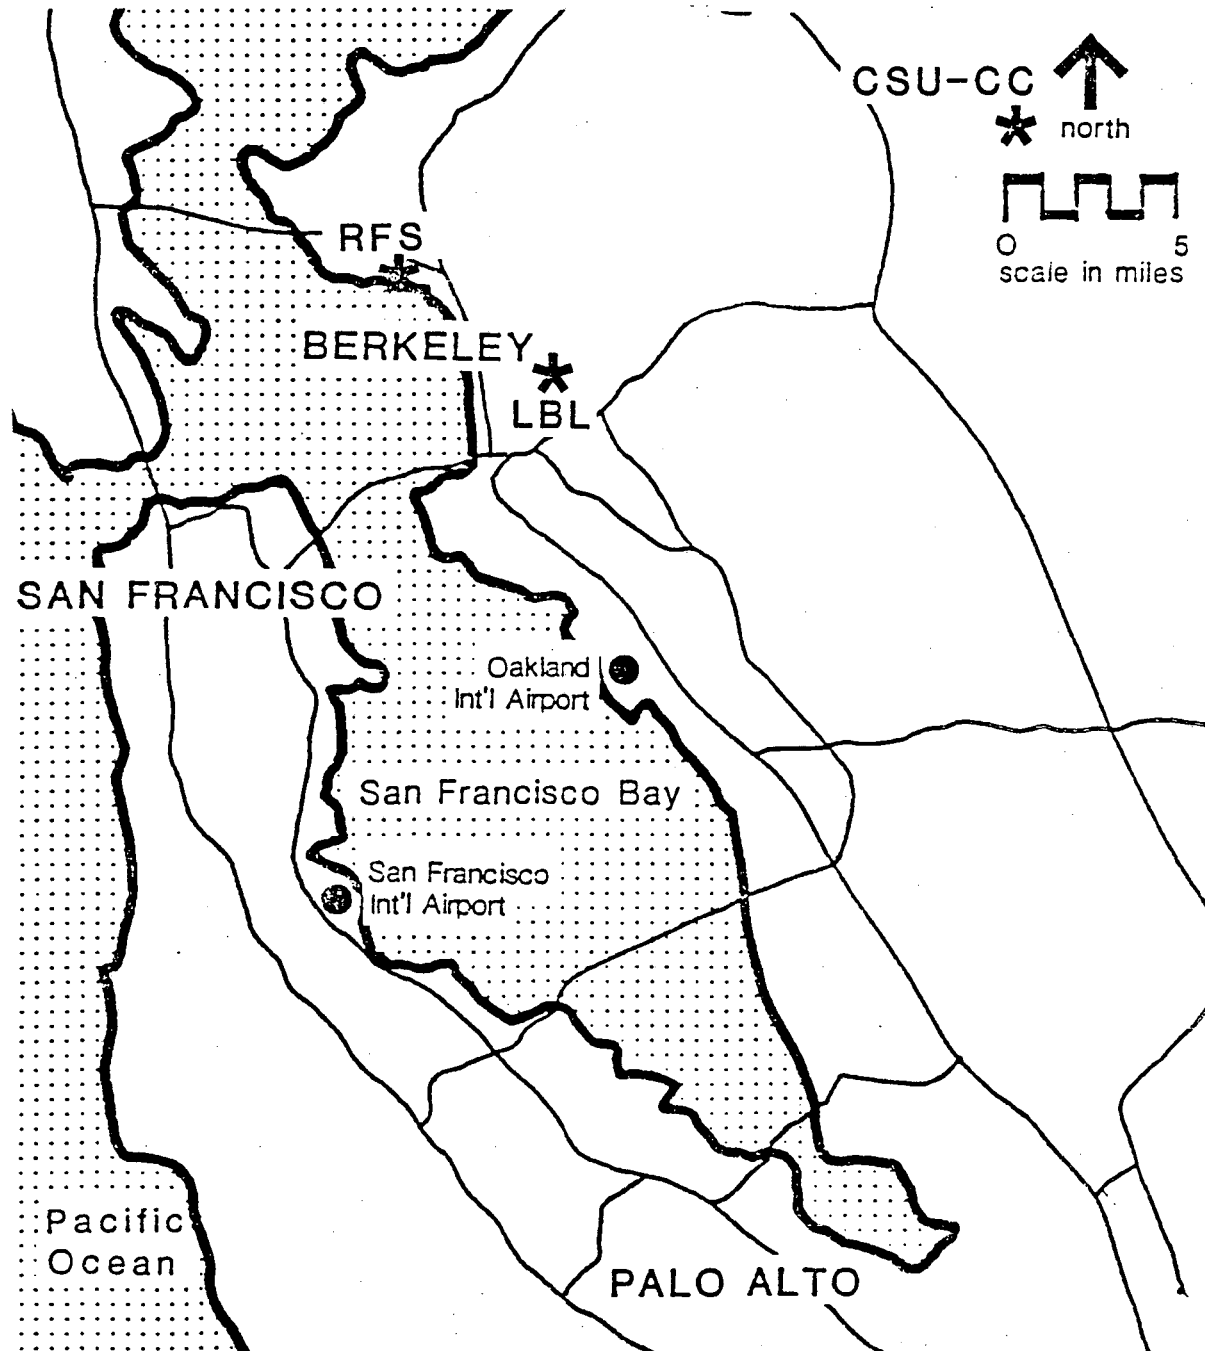 CSU-CC
north
0 5
scale in miles
RFS
BERKELEY
LBL
SAN FRANCISCO
Oakland
Int'l Airport
San Francisco Bay
San Francisco
Int'l Airport
Pacific
Ocean
PALO ALTO